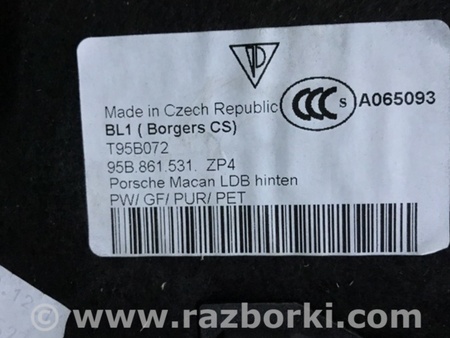 Made in Czech Republic
CCC S A065093
BL1 ( Borgers CS)
T95B072
95B.861.531. ZP4
Porsche Macan LDB hinten
PW/ GF/ PUR/ PET
www.razborki.com